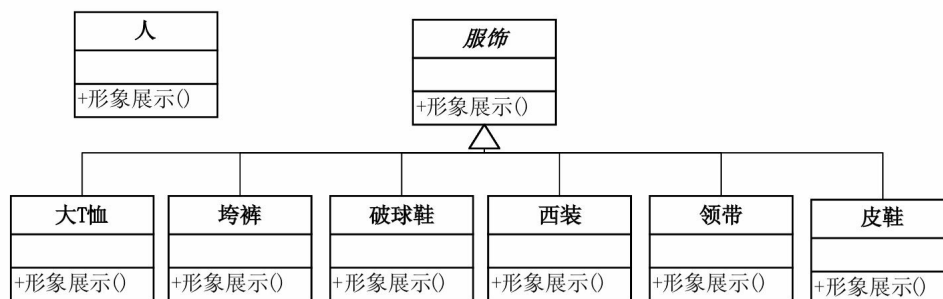 人
+形象展示()
服饰
+形象展示()
大T恤
+形象展示()
垮裤
+形象展示()
破球鞋
+形象展示()
西装
+形象展示()
领带
+形象展示()
皮鞋
+形象展示()